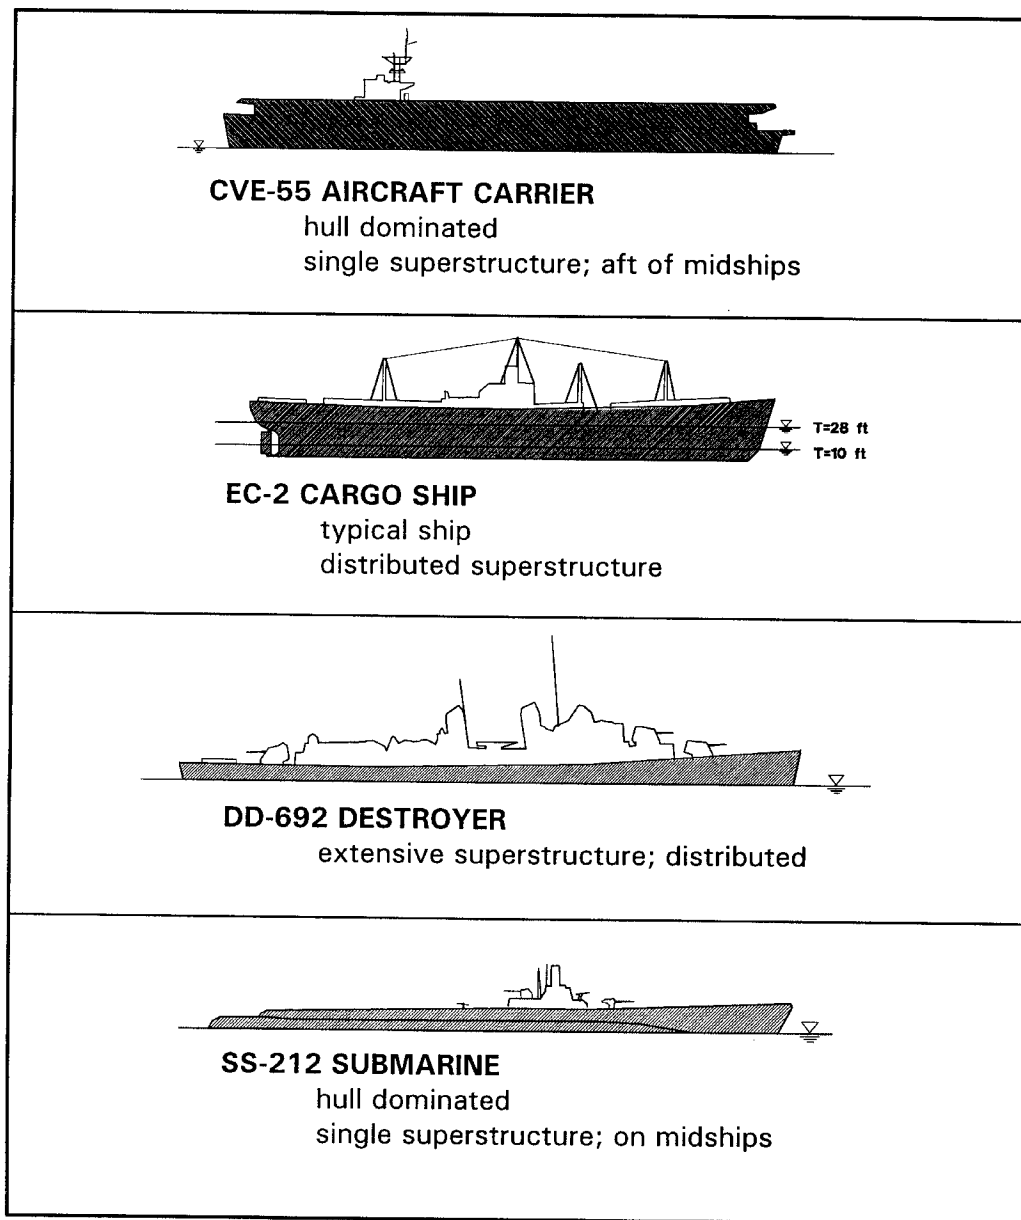 CVE-55 AIRCRAFT CARRIER
hull dominated
single superstructure; aft of midships
T=28 ft
T=10 ft
EC-2 CARGO SHIP
typical ship
distributed superstructure
DD-692 DESTROYER
extensive superstructure; distributed
SS-212 SUBMARINE
hull dominated
single superstructure; on midships